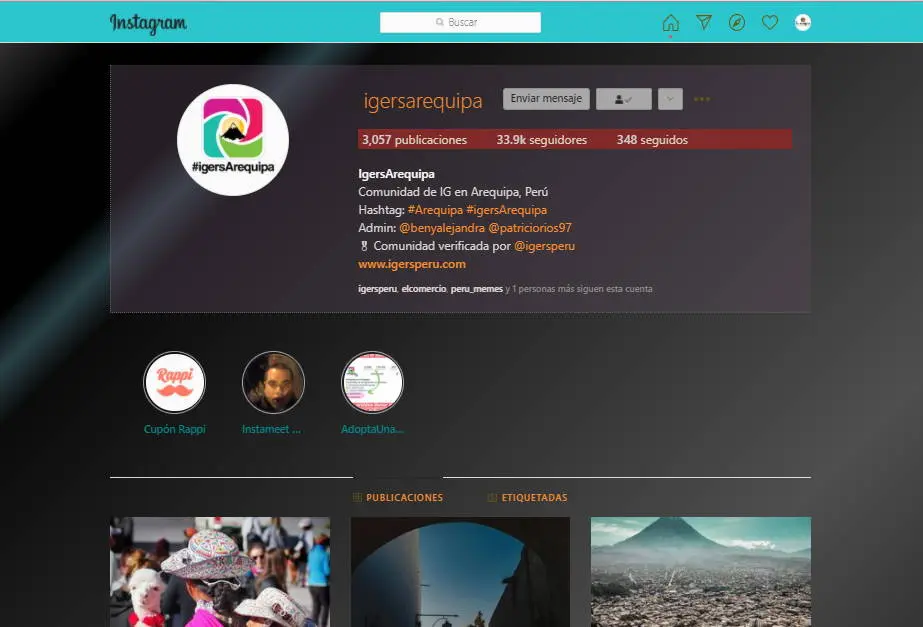 Instagram
Buscar
igersarequipa Enviar mensaje
3,057 publicaciones 33.9k seguidores 348 seguidos
#igersArequipa
IgersArequipa
Comunidad de IG en Arequipa, Perú
Hashtag: #Arequipa #igersArequipa
Admin: @benyalejandra @patriciorios97
🎖 Comunidad verificada por @igersperu
www.igersperu.com
igersperu, elcomercio, peru_memes y 1 personas más siguen esta cuenta
Rappi
Cupón Rappi Instameet ... AdoptaUna...
PUBLICACIONES ETIQUETADAS